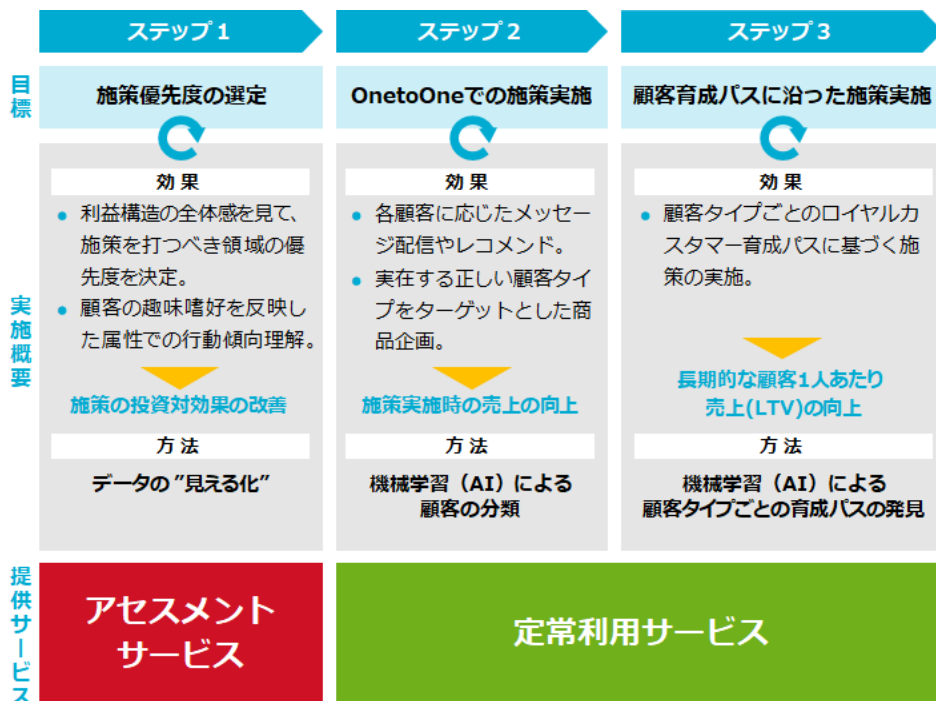 ステップ1
ステップ2
ステップ3
目標
施策優先度の選定
OnetoOneでの施策実施
顧客育成パスに沿った施策実施
実施概要
効果
利益構造の全体感を見て、
施策を打つべき領域の優
先度を決定。
顧客の趣味嗜好を反映し
た属性での行動傾向理解。
施策の投資対効果の改善
方法
データの ”見える化”
効果
各顧客に応じたメッセー
ジ配信やレコメンド。
実在する正しい顧客タイ
プをターゲットとした商
品企画。
施策実施時の売上の向上
方法
機械学習（AI）による
顧客の分類
効果
顧客タイプごとのロイヤルカ
スタマー育成パスに基づく施
策の実施。
長期的な顧客1人あたり
売上(LTV)の向上
方法
機械学習（AI）による
顧客タイプごとの育成パスの発見
提供サービス
アセスメント
サービス
定常利用サービス